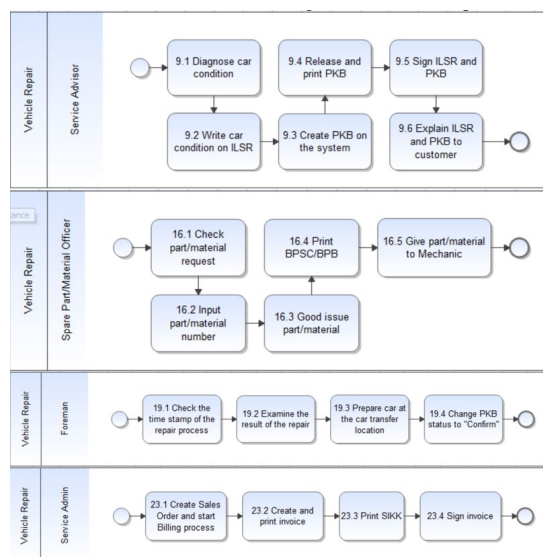 Vehicle Repair
Service Advisor
9.1 Diagnose car
condition
9.4 Release and
print PKB
9.5 Sign ILSR and
PKB
9.2 Write car
condition on ILSR
9.3 Create PKB on
the system
9.6 Explain ILSR
and PKB to
customer
ance
Vehicle Repair
Spare Part/Material Officer
16.1 Check
part/material
request
16.4 Print
BPSC/BPB
16.5 Give part/material
to Mechanic
16.2 Input
part/material
number
16.3 Good issue
part/material
Vehicle Repair
Foreman
19.1 Check the
time stamp of the
repair process
19.2 Examine the
result of the repair
19.3 Prepare car at
the car transfer
location
19.4 Change PKB
status to "Confirm"
Vehicle Repair
Service Admin
23.1 Create Sales
Order and start
Billing process
23.2 Create and
print invoice
23.3 Print SIKK
23.4 Sign invoice